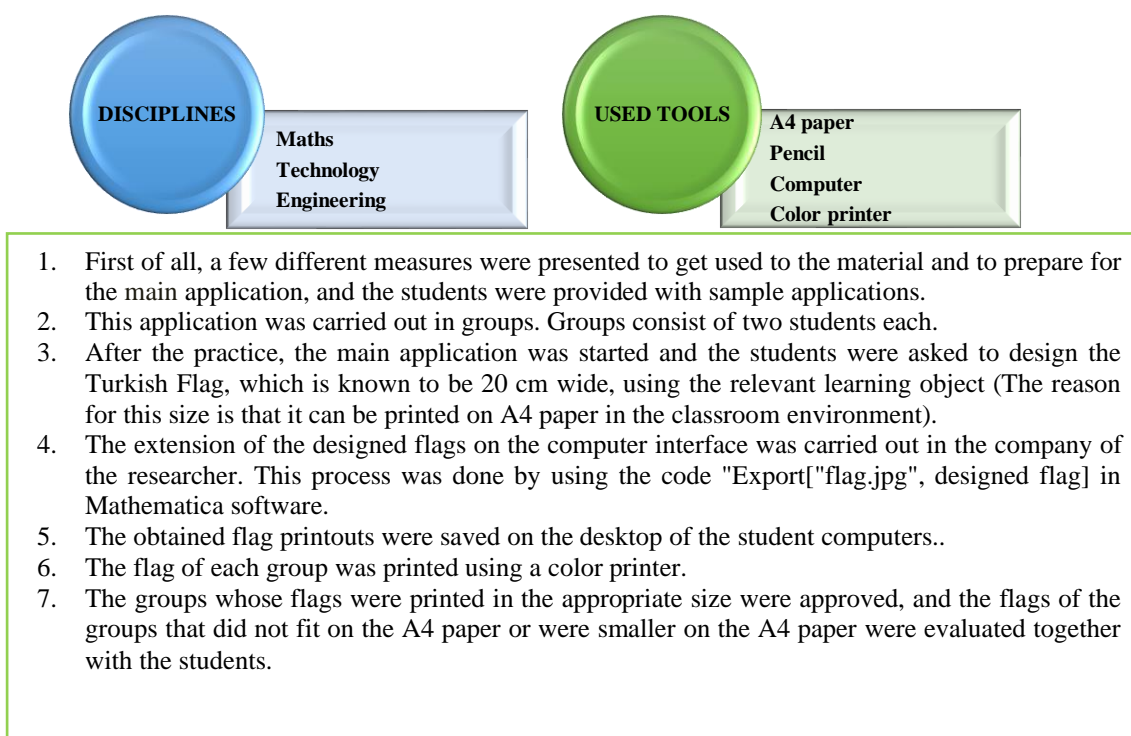 DISCIPLINES
Maths
Technology
Engineering
USED TOOLS
A4 paper
Pencil
Computer
Color printer
1. First of all, a few different measures were presented to get used to the material and to prepare for
the main application, and the students were provided with sample applications.
2. This application was carried out in groups. Groups consist of two students each.
3. After the practice, the main application was started and the students were asked to design the
Turkish Flag, which is known to be 20 cm wide, using the relevant learning object (The reason
for this size is that it can be printed on A4 paper in the classroom environment).
4. The extension of the designed flags on the computer interface was carried out in the company of
the researcher. This process was done by using the code "Export["flag.jpg", designed flag] in
Mathematica software.
5. The obtained flag printouts were saved on the desktop of the student computers..
6. The flag of each group was printed using a color printer.
7. The groups whose flags were printed in the appropriate size were approved, and the flags of the
groups that did not fit on the A4 paper or were smaller on the A4 paper were evaluated together
with the students.